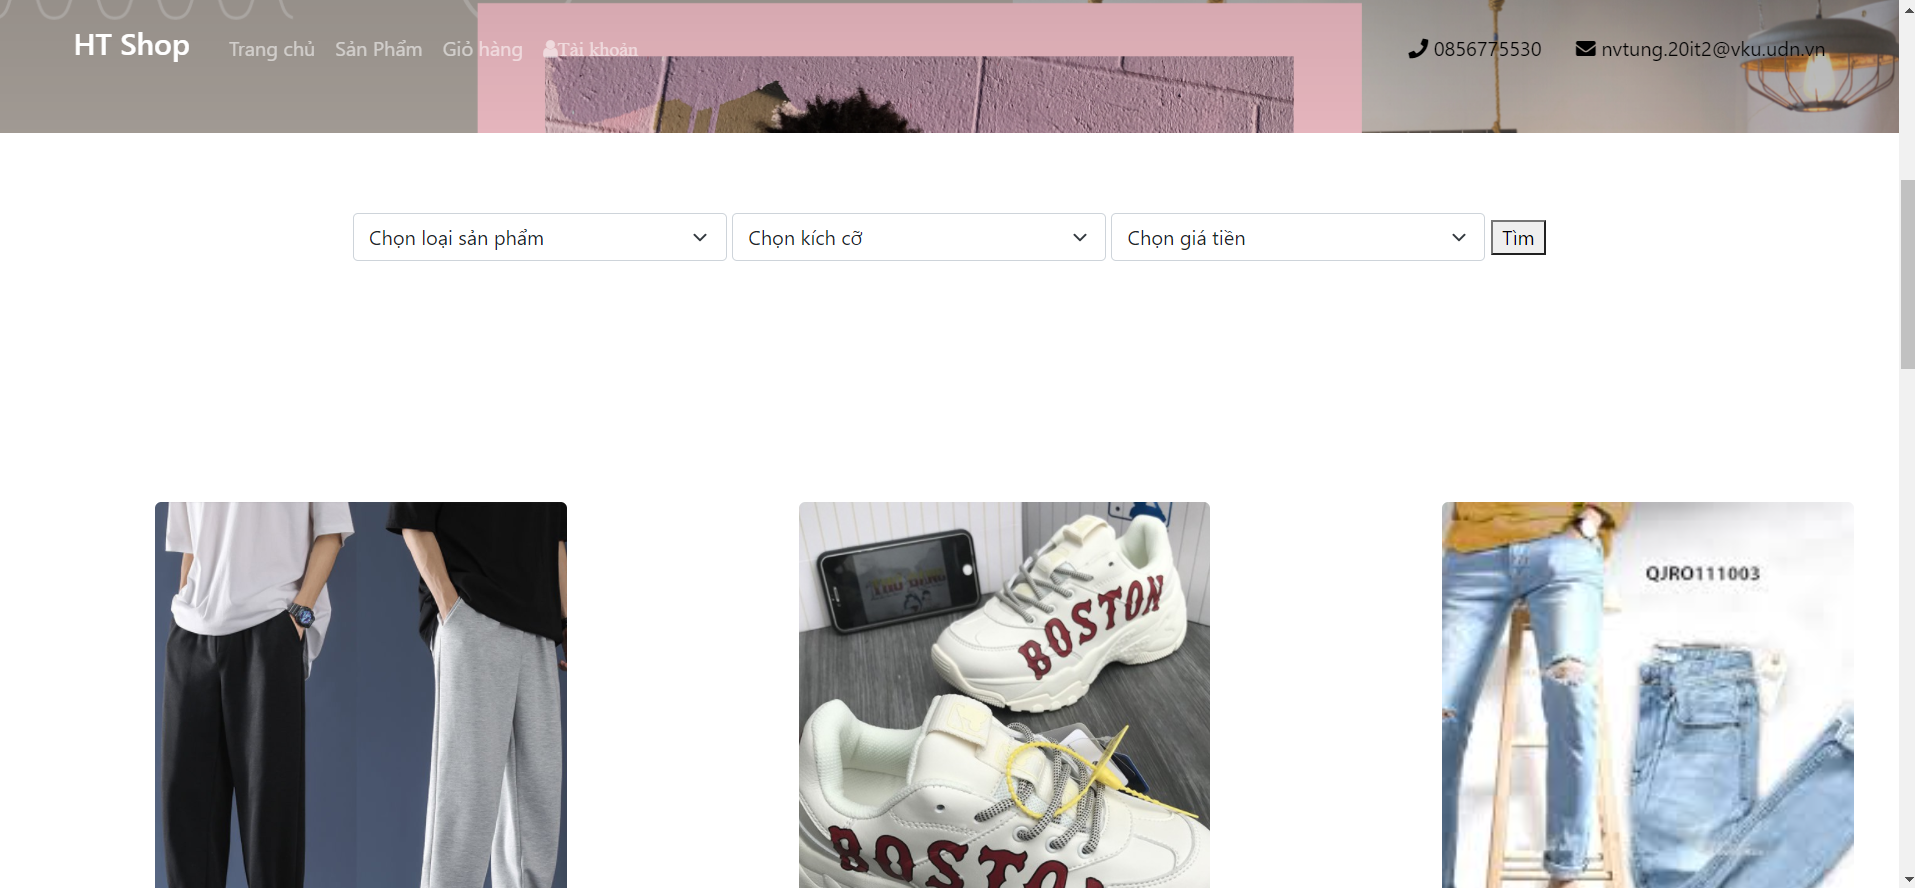 HT Shop Trang chủ Sản Phẩm Giỏ hàng Tài khoản 0856775530 nvtung.20it2@vku.udn.vn
Chọn loại sản phẩm Chọn kích cỡ Chọn giá tiền Tìm
QJRO111003
BOSTON
BOSTO